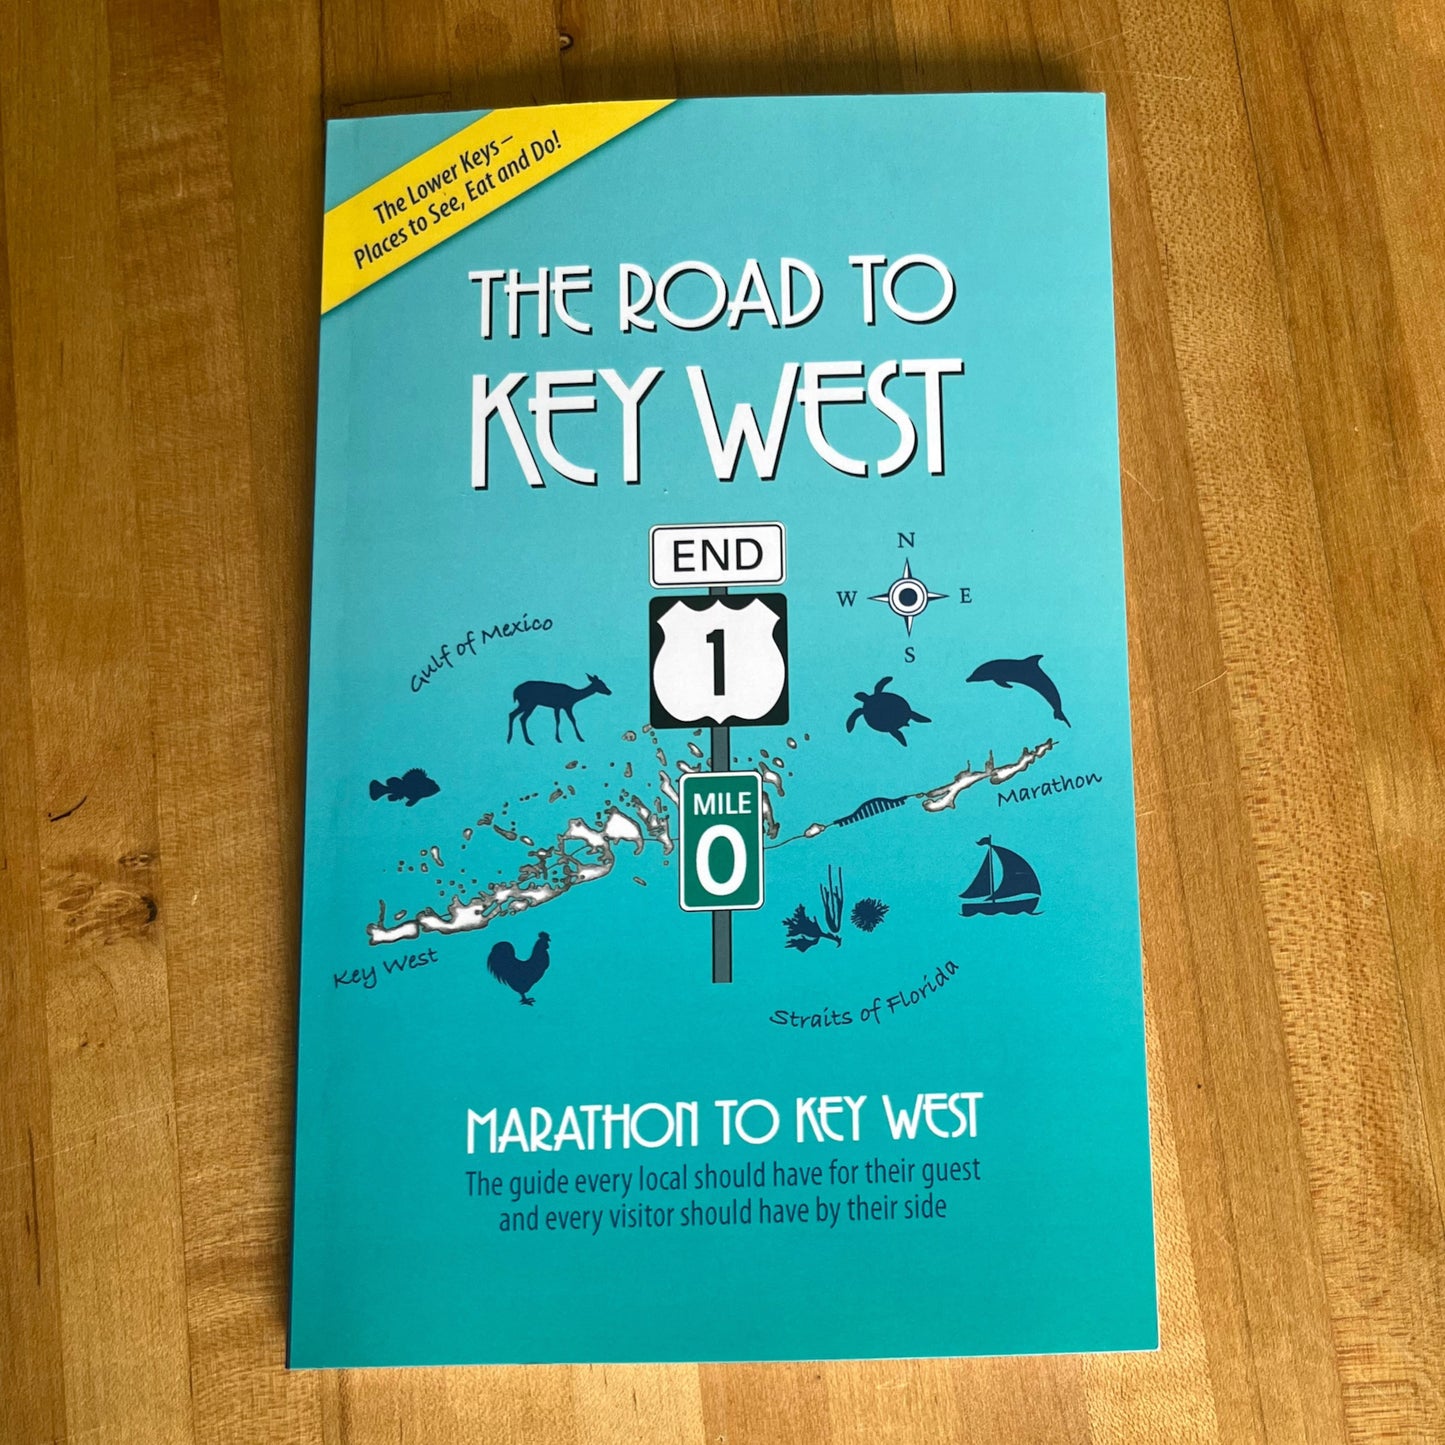 The Lower Keys –
Places to See, Eat and Do!
THE ROAD TO
KEY WEST
END
1
N
W
E
S
Gulf of Mexico
MILE
0
Marathon
Key West
Straits of Florida
MARATHON TO KEY WEST
The guide every local should have for their guest
and every visitor should have by their side